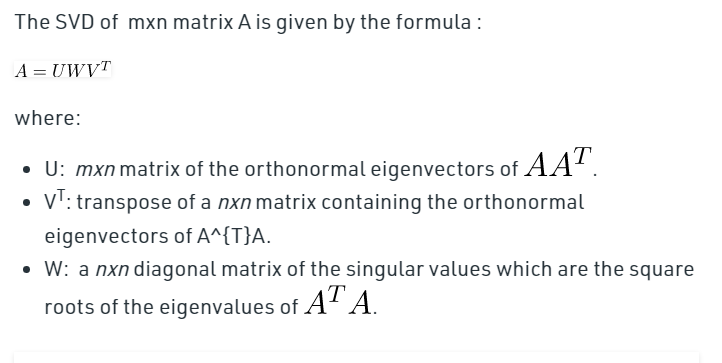 The SVD of mxn matrix A is given by the formula :
A = UWV^T
where:
• U: mxn matrix of the orthonormal eigenvectors of AA^T.
• V^T: transpose of a nxn matrix containing the orthonormal
eigenvectors of A^{T}A.
• W: a nxn diagonal matrix of the singular values which are the square
roots of the eigenvalues of A^T A.